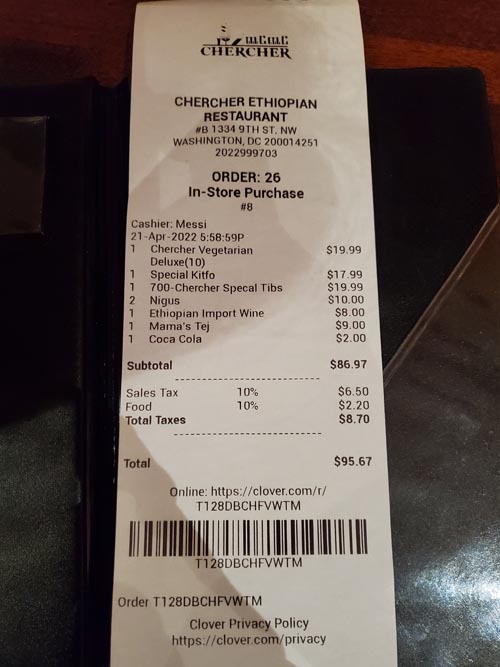 ጨርጨር
CHERCHER
CHERCHER ETHIOPIAN
RESTAURANT
#B 1334 9TH ST, NW
WASHINGTON, DC 200014251
2022999703
ORDER: 26
In-Store Purchase
#8
Cashier: Messi
21-Apr-2022 5:58:59P
1 Chercher Vegetarian $19.99
Deluxe(10)
1 Special Kitfo $17.99
1 700-Chercher Specal Tibs $19.99
2 Nigus $10.00
1 Ethiopian Import Wine $8.00
1 Mama's Tej $9.00
1 Coca Cola $2.00
Subtotal $86.97
Sales Tax 10% $6.50
Food 10% $2.20
Total Taxes $8.70
Total $95.67
Online: https://clover.com/r/
T128DBCHFVWTM
T128DBCHFVWTM
Order T128DBCHFVWTM
Clover Privacy Policy
https://clover.com/privacy